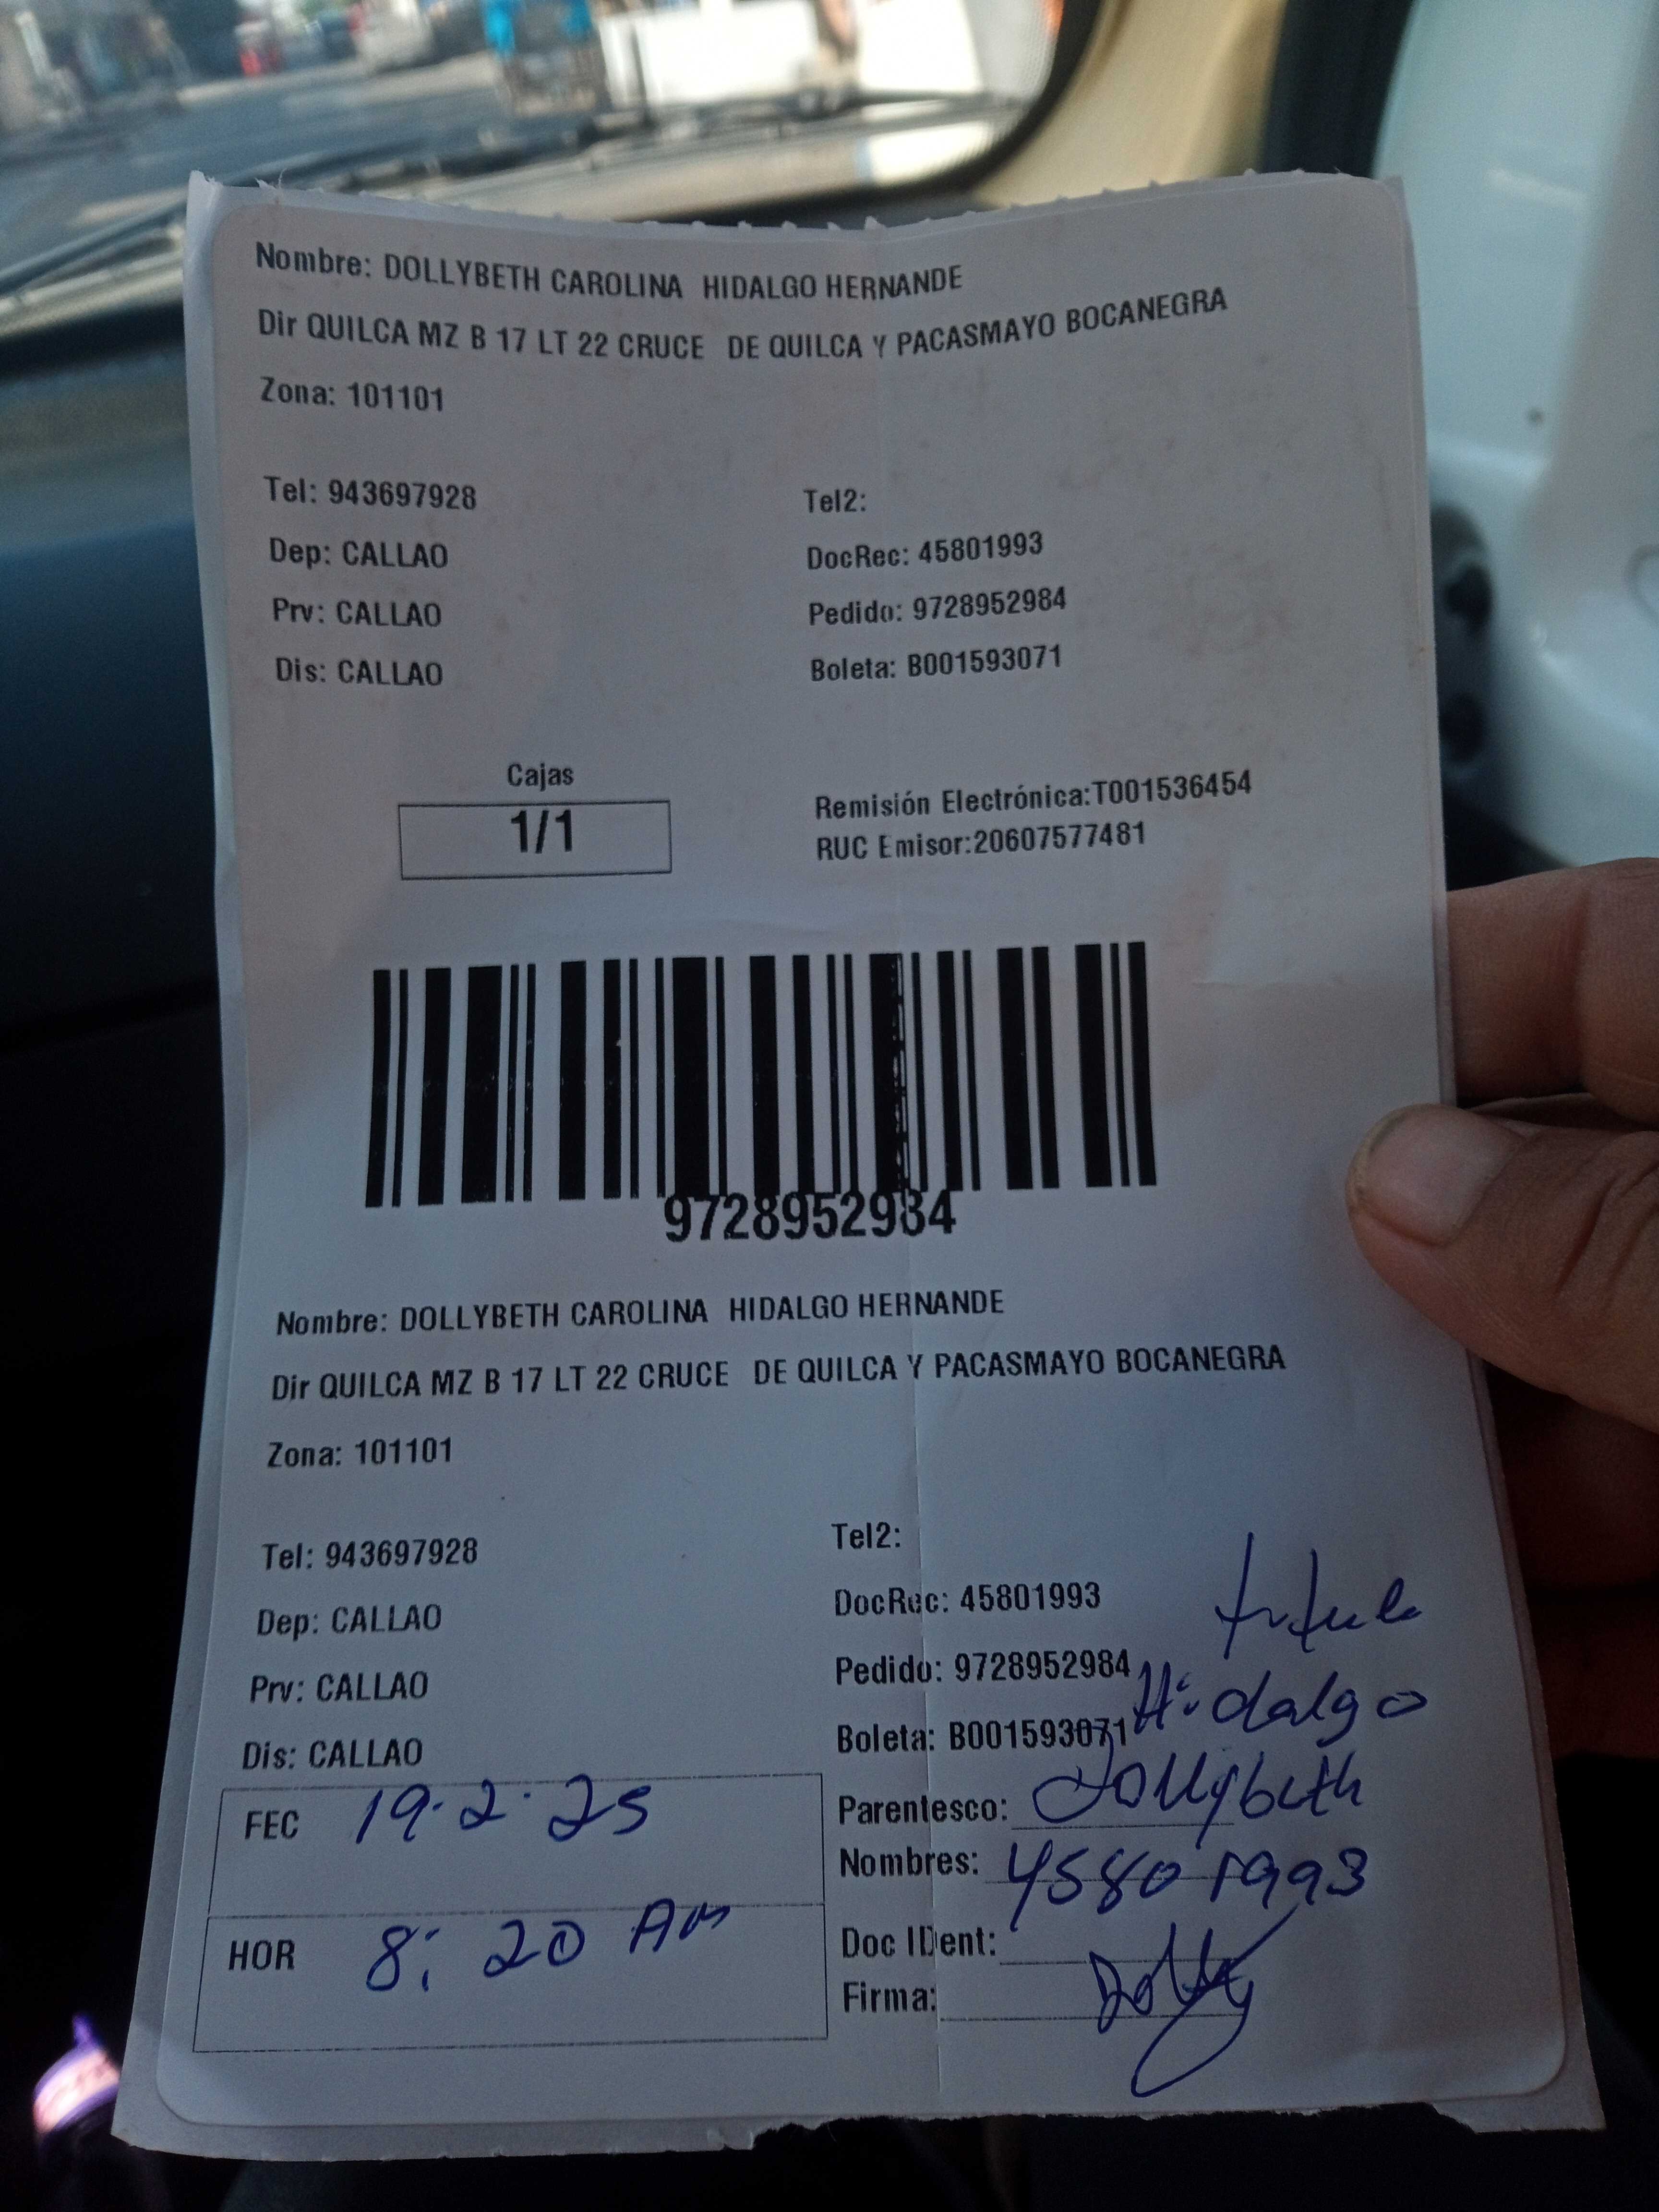 Nombre: DOLLYBETH CAROLINA HIDALGO HERNANDE
Dir QUILCA MZ B 17 LT 22 CRUCE DE QUILCA Y PACASMAYO BOCANEGRA
Zona: 101101
Tel: 943697928 Tel2:
Dep: CALLAO DocRec: 45801993
Prv: CALLAO Pedido: 9728952984
Dis: CALLAO Boleta: B001593071
Cajas
1/1
Remisión Electrónica:T001536454
RUC Emisor:20607577481
9728952984
Nombre: DOLLYBETH CAROLINA HIDALGO HERNANDE
Dir QUILCA MZ B 17 LT 22 CRUCE DE QUILCA Y PACASMAYO BOCANEGRA
Zona: 101101
Tel: 943697928 Tel2:
Dep: CALLAO DocRec: 45801993
Prv: CALLAO Pedido: 9728952984 Hidalgo
Dis: CALLAO Boleta: B001593071
FEC 19.2.25 Parentesco: Dollybeth
Nombres: 45801993
HOR 8:20 Am Doc IDent:
Firma: Dolly